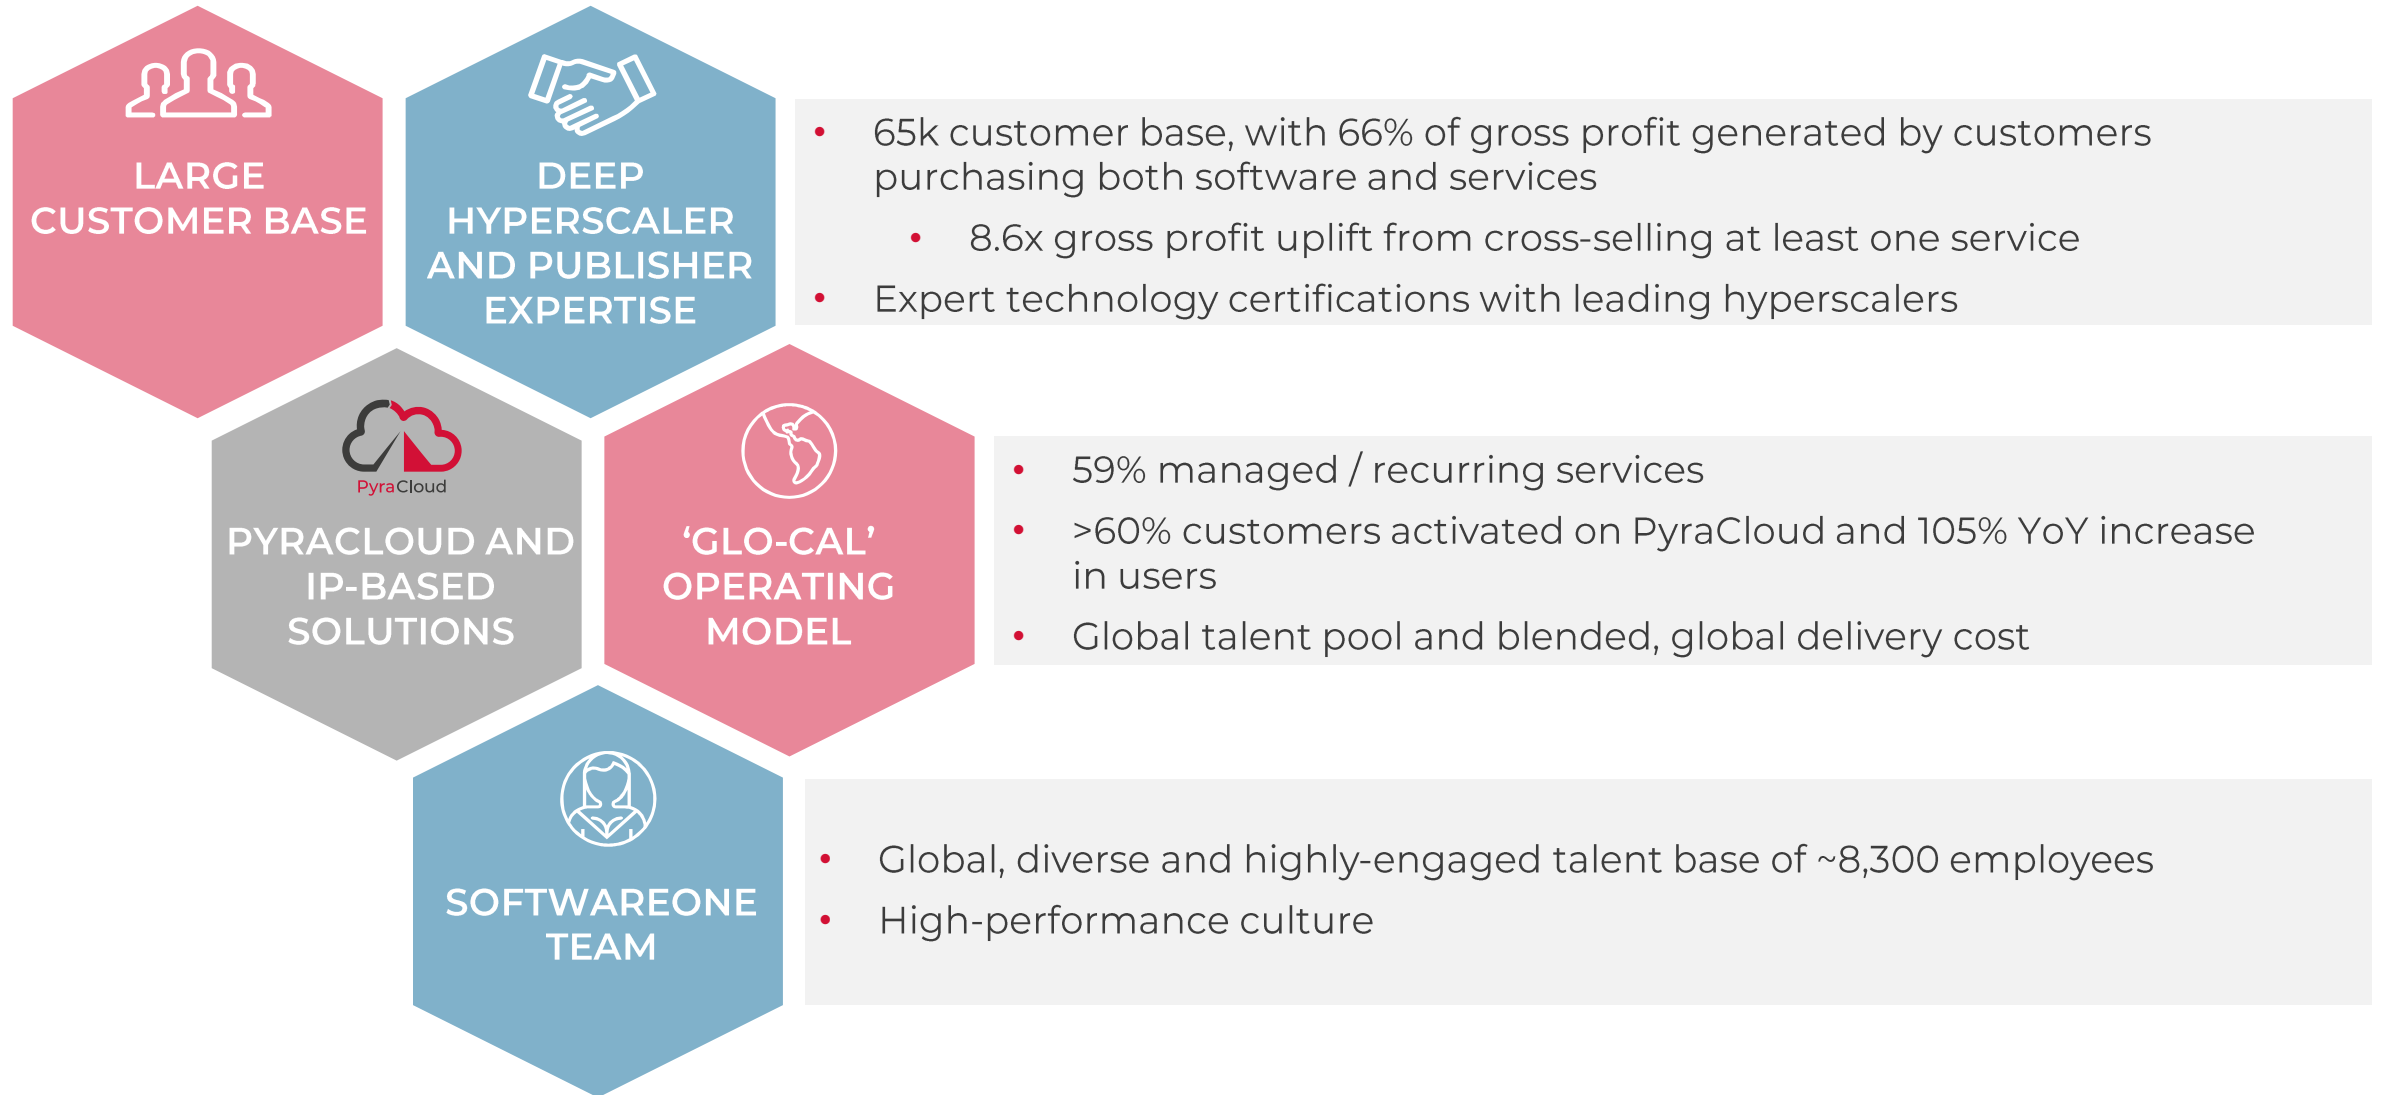 LARGE
CUSTOMER BASE
DEEP
HYPERSCALER
AND PUBLISHER
EXPERTISE
• 65k customer base, with 66% of gross profit generated by customers
purchasing both software and services
• 8.6x gross profit uplift from cross-selling at least one service
• Expert technology certifications with leading hyperscalers
PyraCloud
PYRACLOUD AND
IP-BASED
SOLUTIONS
‘GLO-CAL’
OPERATING
MODEL
• 59% managed / recurring services
• >60% customers activated on PyraCloud and 105% YoY increase
in users
• Global talent pool and blended, global delivery cost
SOFTWAREONE
TEAM
• Global, diverse and highly-engaged talent base of ~8,300 employees
• High-performance culture